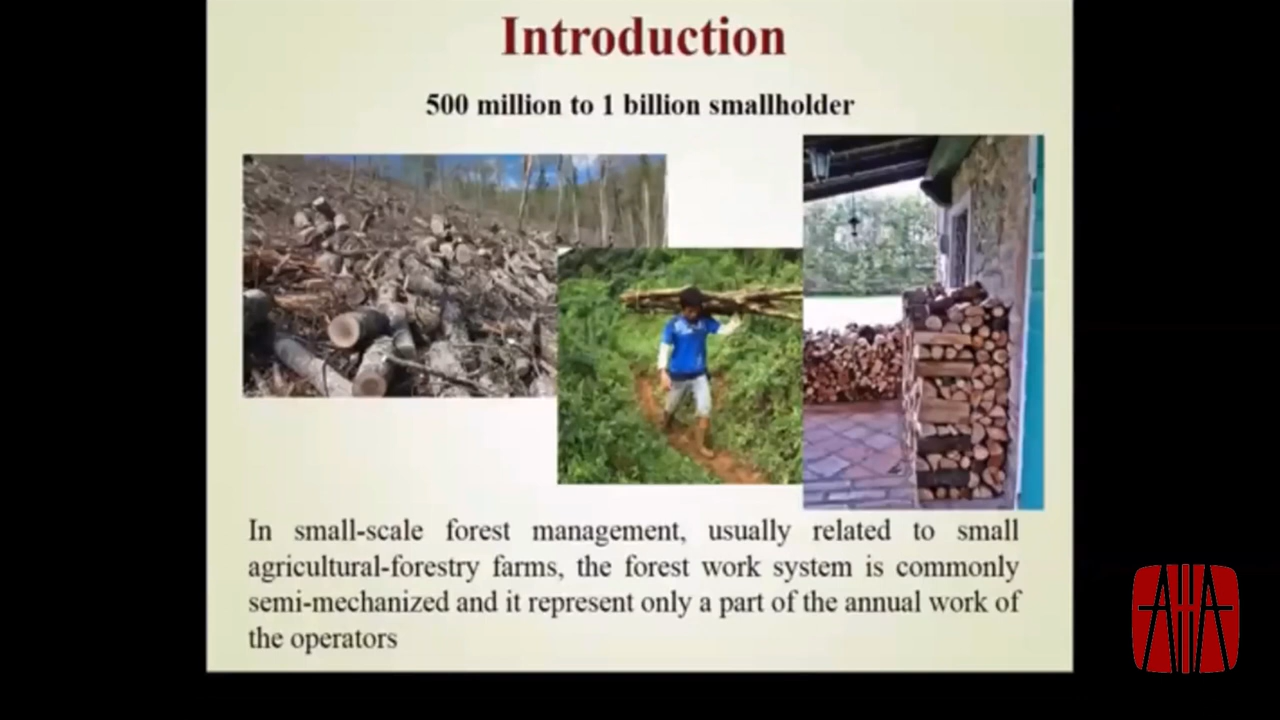 Introduction
500 million to 1 billion smallholder
In small-scale forest management, usually related to small
agricultural-forestry farms, the forest work system is commonly
semi-mechanized and it represent only a part of the annual work of
the operators